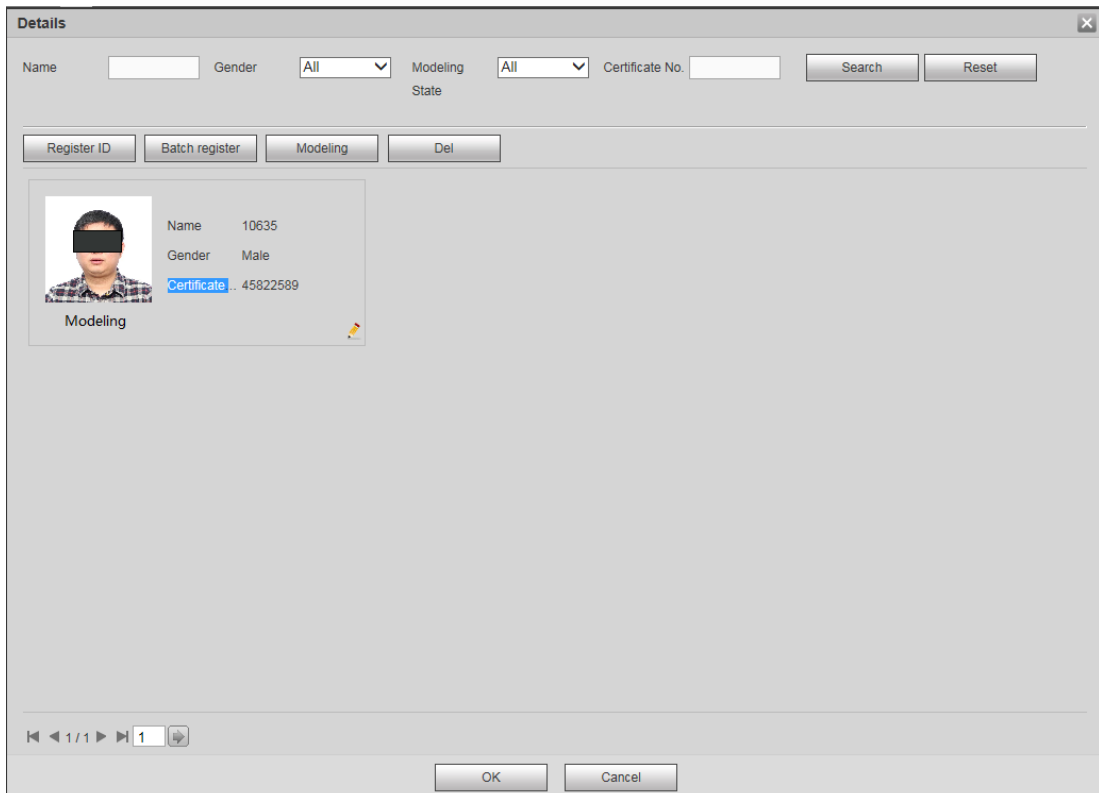 Details
Name Gender All Modeling State All Certificate No. Search Reset
Register ID Batch register Modeling Del
Name 10635
Gender Male
Certificate .. 45822589
Modeling
1 / 1 1
OK Cancel